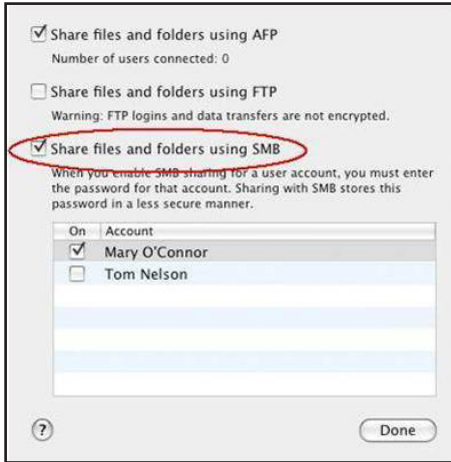 Share files and folders using AFP
Number of users connected: 0
Share files and folders using FTP
Warning: FTP logins and data transfers are not encrypted.
Share files and folders using SMB
When you enable SMB sharing for a user account, you must enter
the password for that account. Sharing with SMB stores this
password in a less secure manner.
On Account
Mary O'Connor
Tom Nelson
? Done